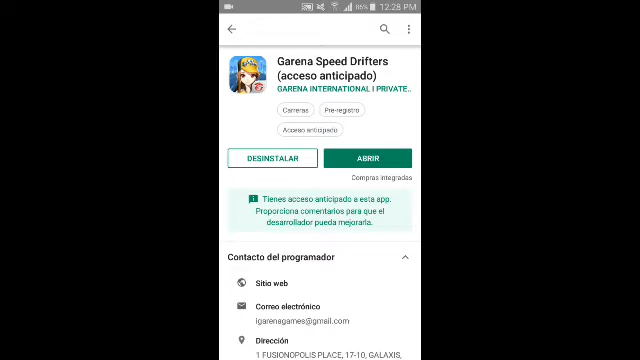 86% 12:28 PM
Garena Speed Drifters
(acceso anticipado)
GARENA INTERNATIONAL I PRIVATE..
Carreras Pre-registro
Acceso anticipado
DESINSTALAR ABRIR
Compras integradas
Tienes acceso anticipado a esta app.
Proporciona comentarios para que el
desarrollador pueda mejorarla.
Contacto del programador
Sitio web
Correo electrónico
igarenagames@gmail.com
Dirección
1 FUSIONOPOLIS PLACE, 17-10, GALAXIS,